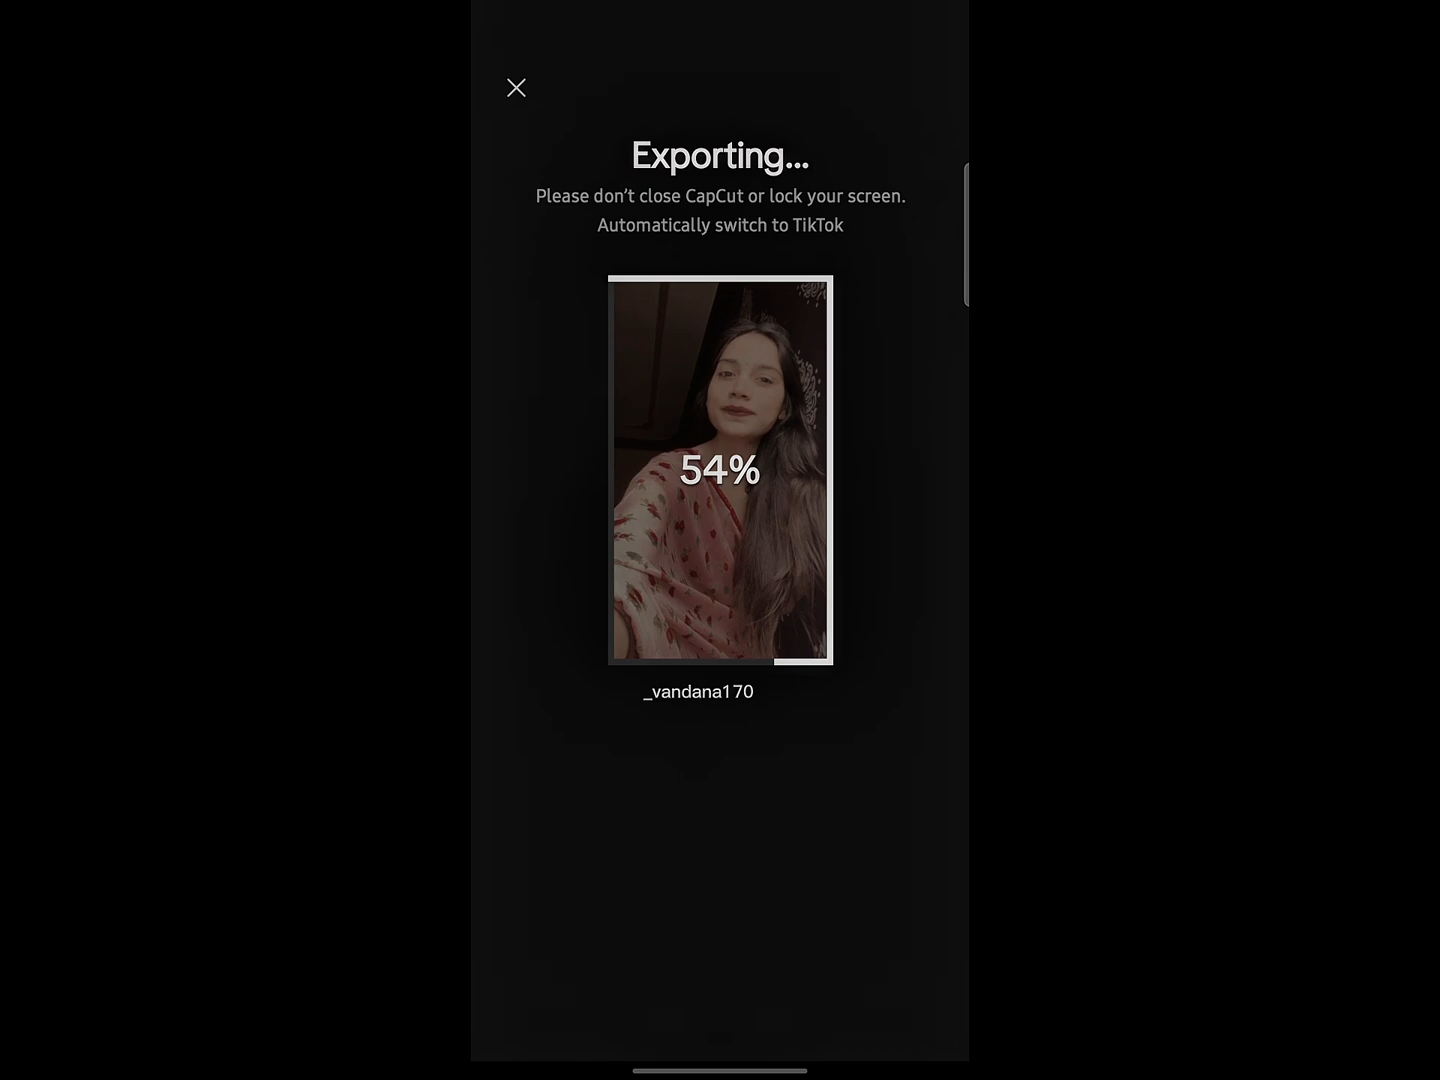 Exporting...
Please don't close CapCut or lock your screen.
Automatically switch to TikTok
54%
_vandana170